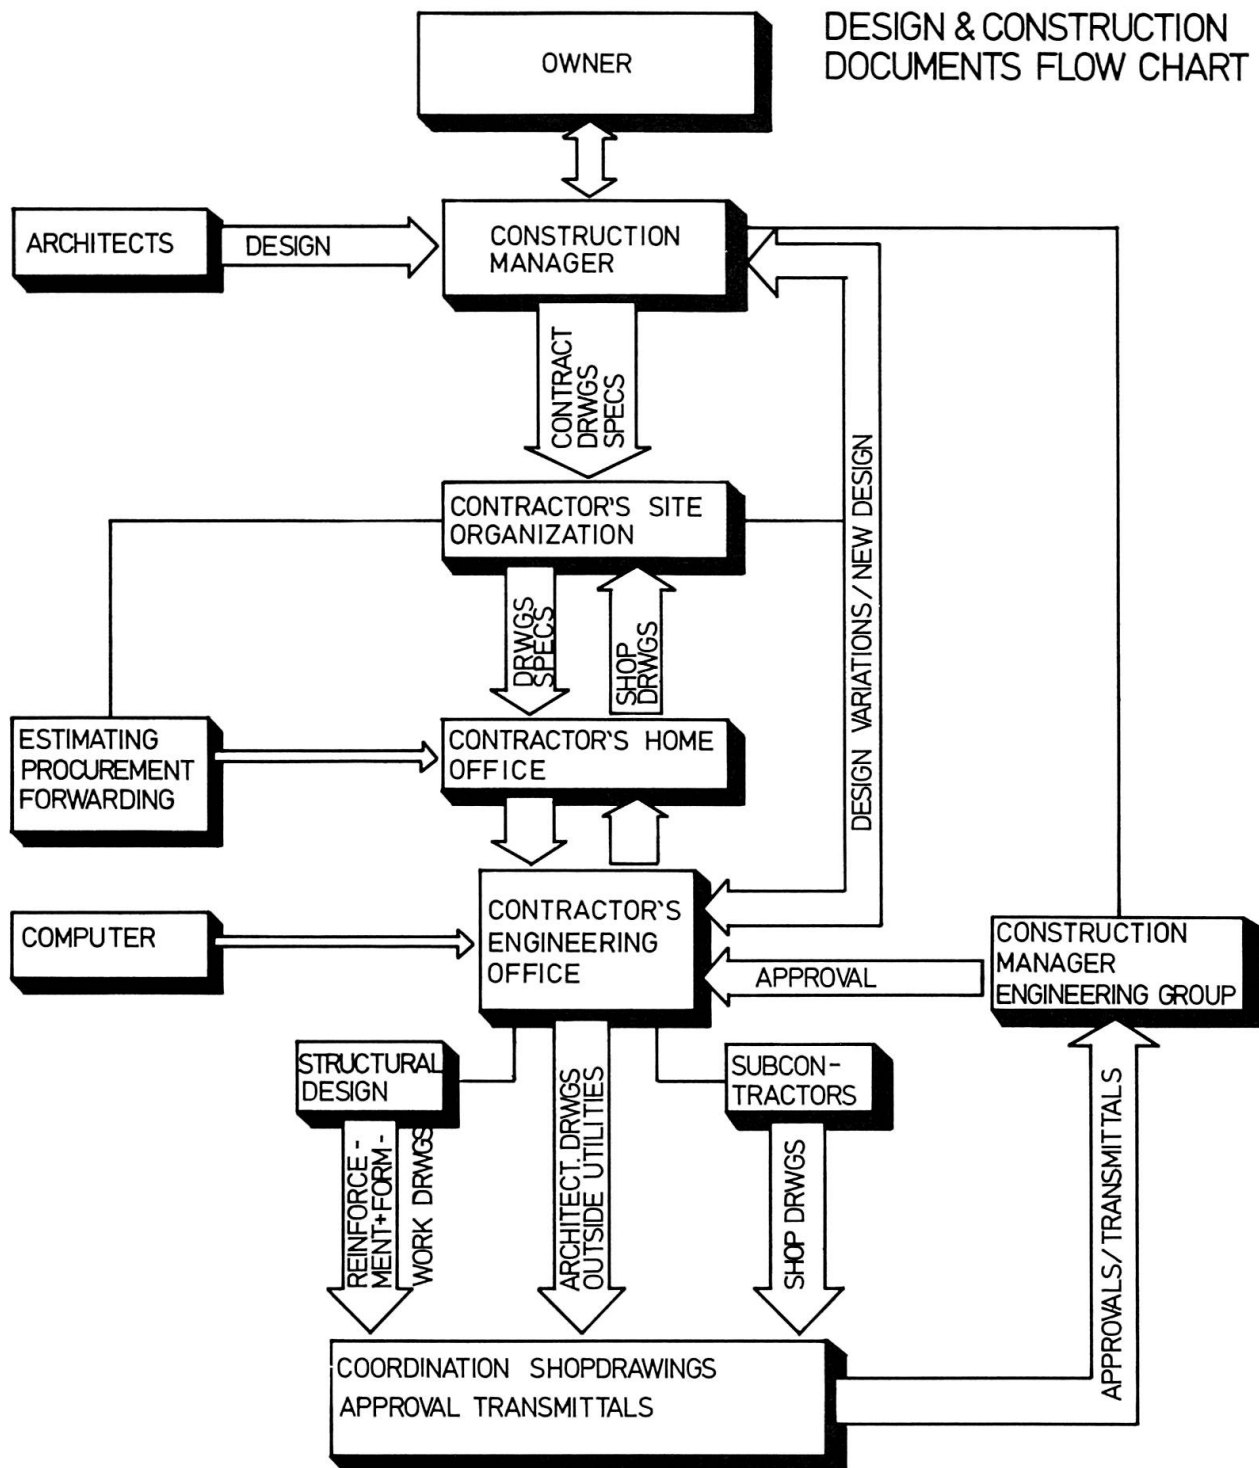 DESIGN & CONSTRUCTION
DOCUMENTS FLOW CHART
OWNER
ARCHITECTS
DESIGN
CONSTRUCTION
MANAGER
CONTRACT
DRWGS
SPECS
CONTRACTOR'S SITE
ORGANIZATION
DRWGS
SPECS
SHOP
DRWGS
DESIGN VARIATIONS/NEW DESIGN
ESTIMATING
PROCUREMENT
FORWARDING
CONTRACTOR'S HOME
OFFICE
COMPUTER
CONTRACTOR'S
ENGINEERING
OFFICE
APPROVAL
CONSTRUCTION
MANAGER
ENGINEERING GROUP
STRUCTURAL
DESIGN
SUBCON-
TRACTORS
REINFORCE-
MENT+FORM-
WORK DRWGS
ARCHITECT. DRWGS
OUTSIDE UTILITIES
SHOP DRWGS
APPROVALS/TRANSMITTALS
COORDINATION SHOPDRAWINGS
APPROVAL TRANSMITTALS